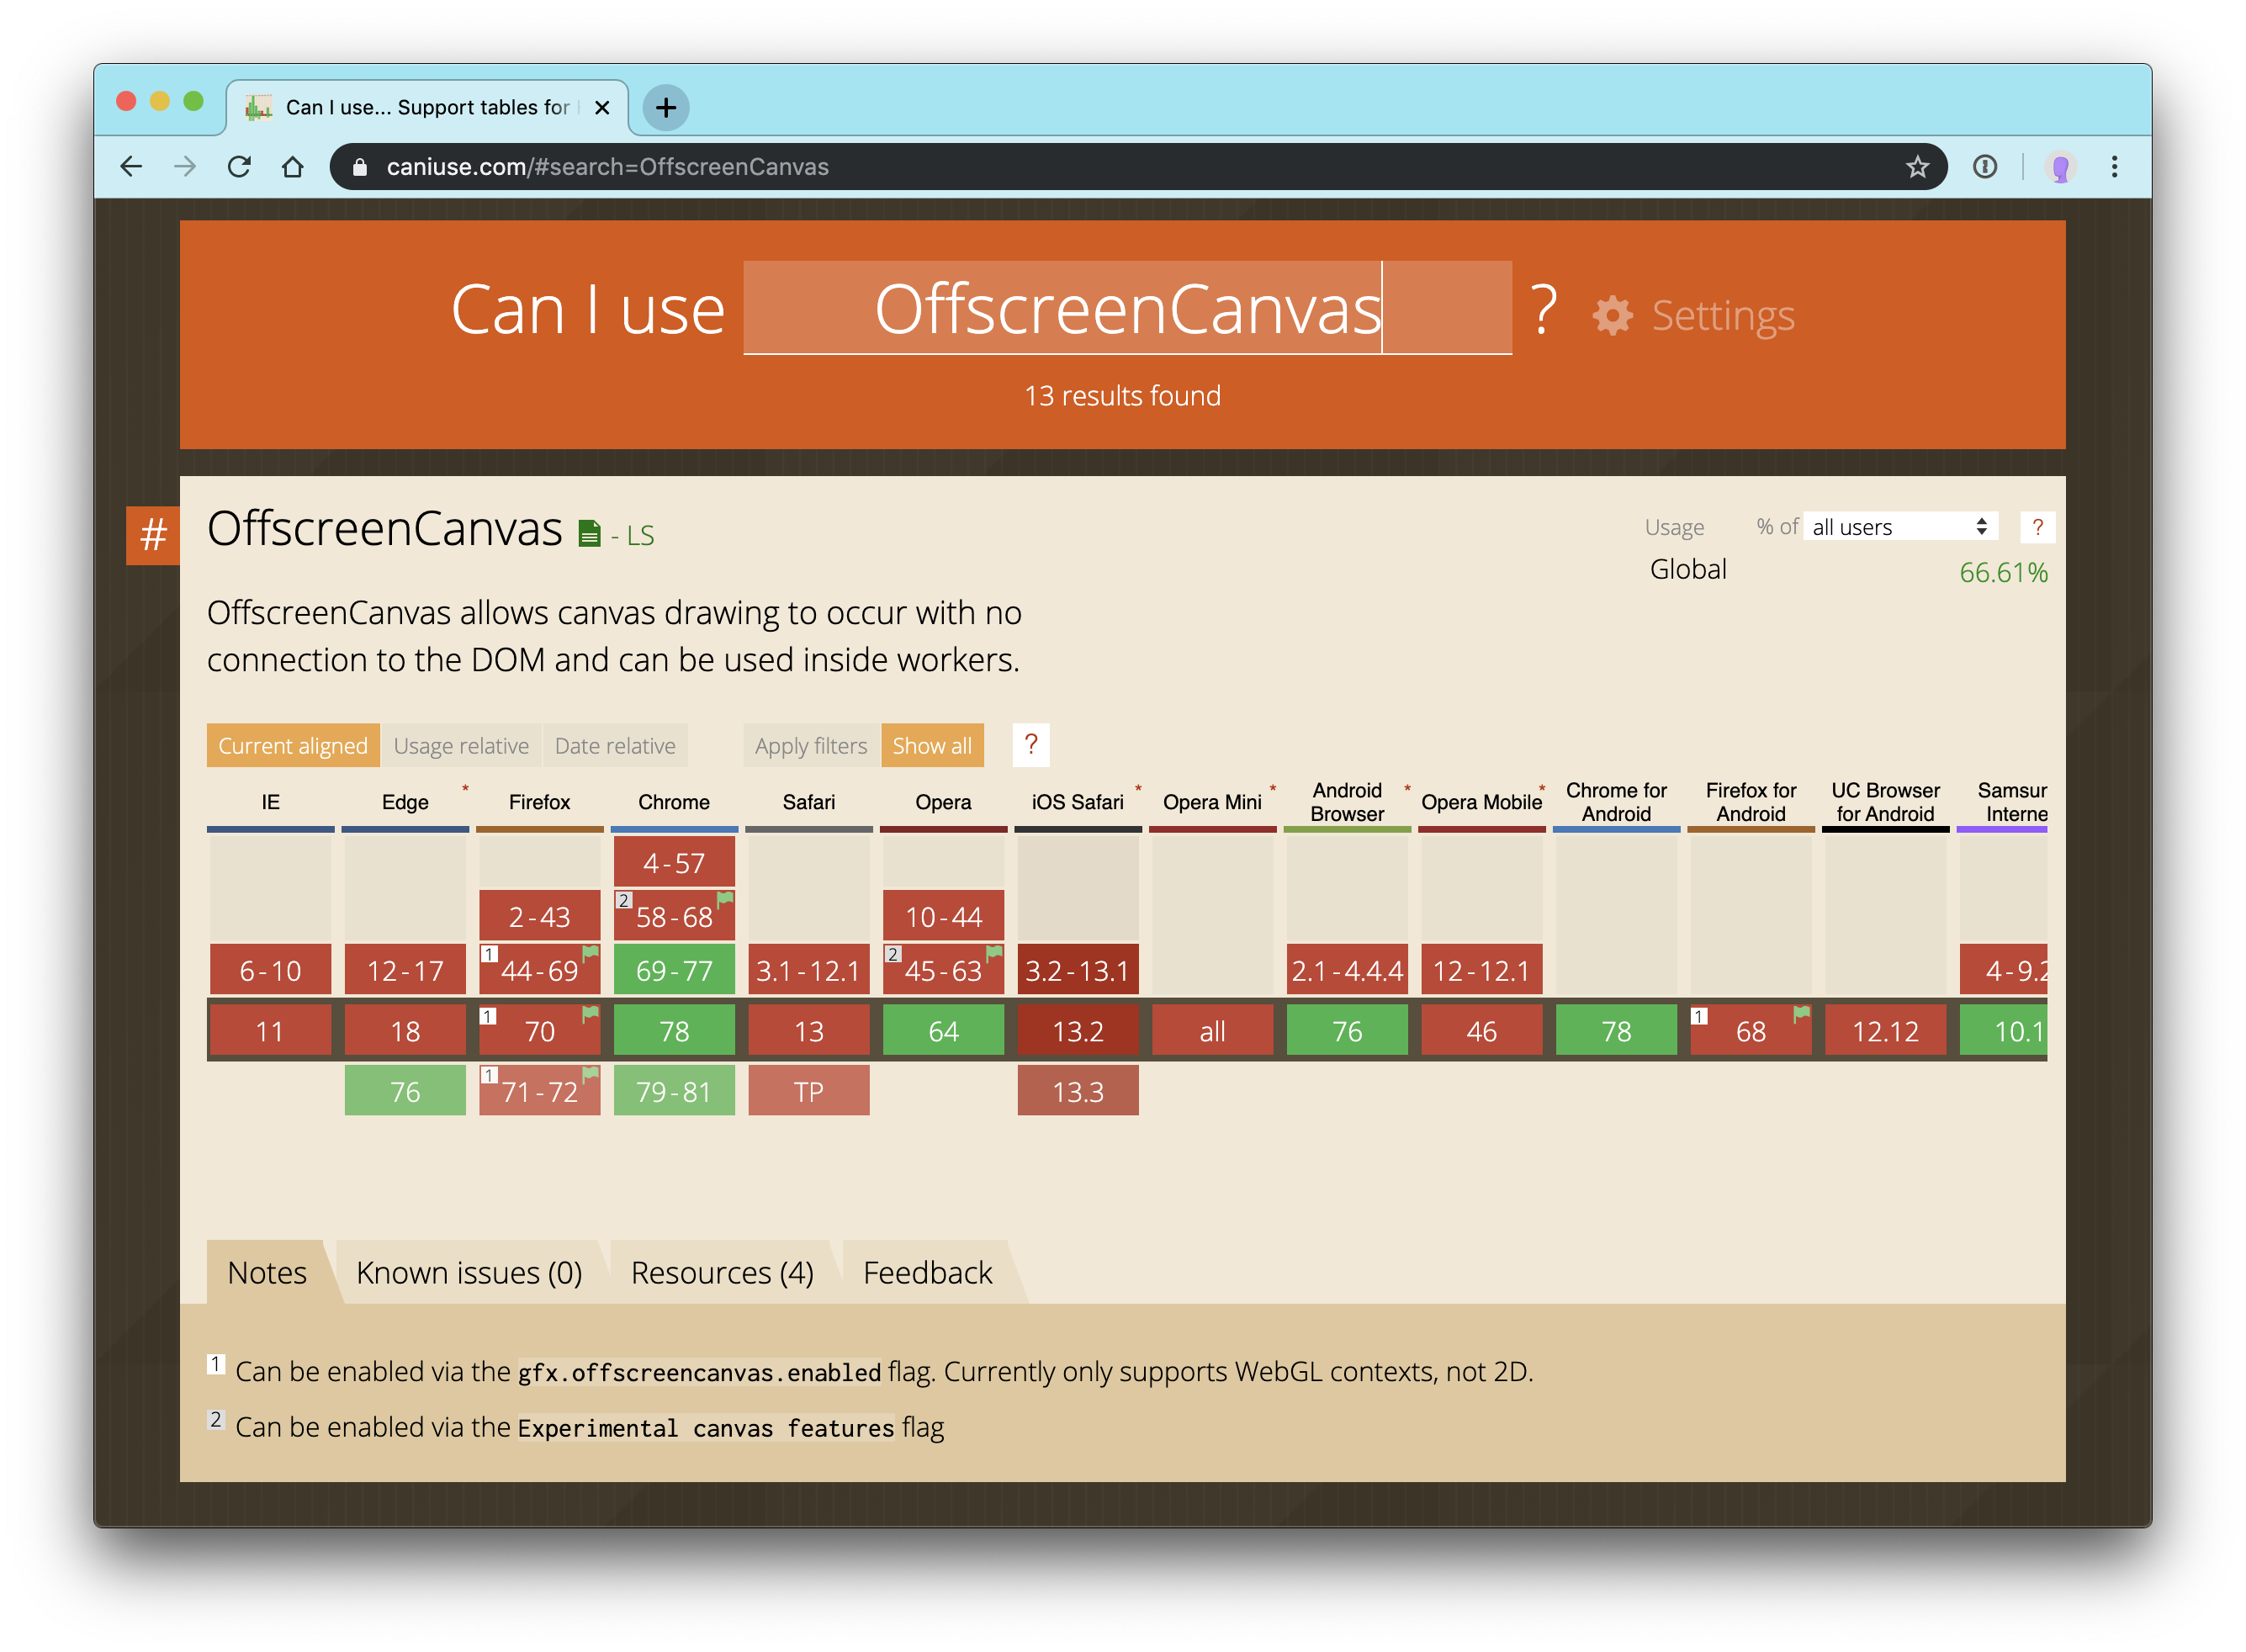 Can I use... Support tables for
caniuse.com/#search=OffscreenCanvas
Can I use OffscreenCanvas ? Settings
13 results found
# OffscreenCanvas - LS
Usage % of all users ?
Global 66.61%
OffscreenCanvas allows canvas drawing to occur with no
connection to the DOM and can be used inside workers.
Current aligned Usage relative Date relative Apply filters Show all ?
IE Edge * Firefox Chrome Safari Opera iOS Safari * Opera Mini * Android Browser * Opera Mobile * Chrome for Android Firefox for Android UC Browser for Android Samsur Interne
4-57
2-43 2 58-68 10-44
6-10 12-17 1 44-69 69-77 3.1-12.1 2 45-63 3.2-13.1 2.1-4.4.4 12-12.1 4-9.2
11 18 1 70 78 13 64 13.2 all 76 46 78 1 68 12.12 10.1
76 1 71-72 79-81 TP 13.3
Notes Known issues (0) Resources (4) Feedback
1 Can be enabled via the gfx.offscreencanvas.enabled flag. Currently only supports WebGL contexts, not 2D.
2 Can be enabled via the Experimental canvas features flag